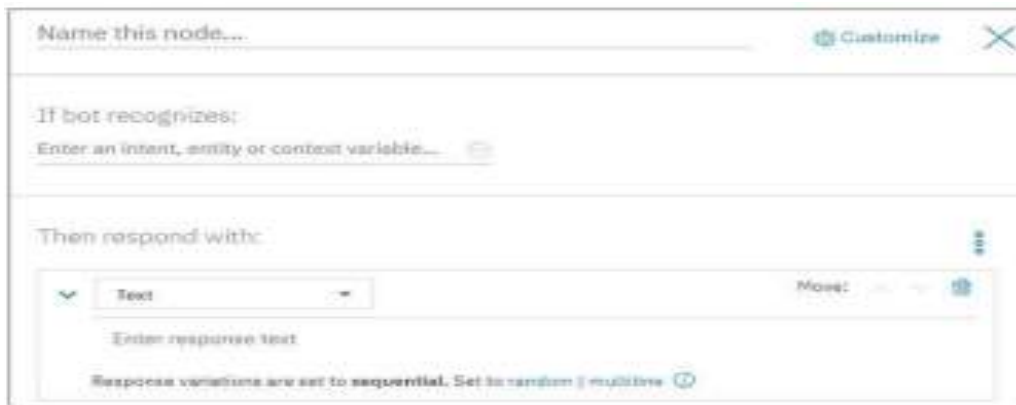 Name this node...
Customize
If bot recognizes:
Enter an intent, entity or context variable...
Then respond with:
Text
Move:
Enter response text
Response variations are set to sequential. Set to random | multiline